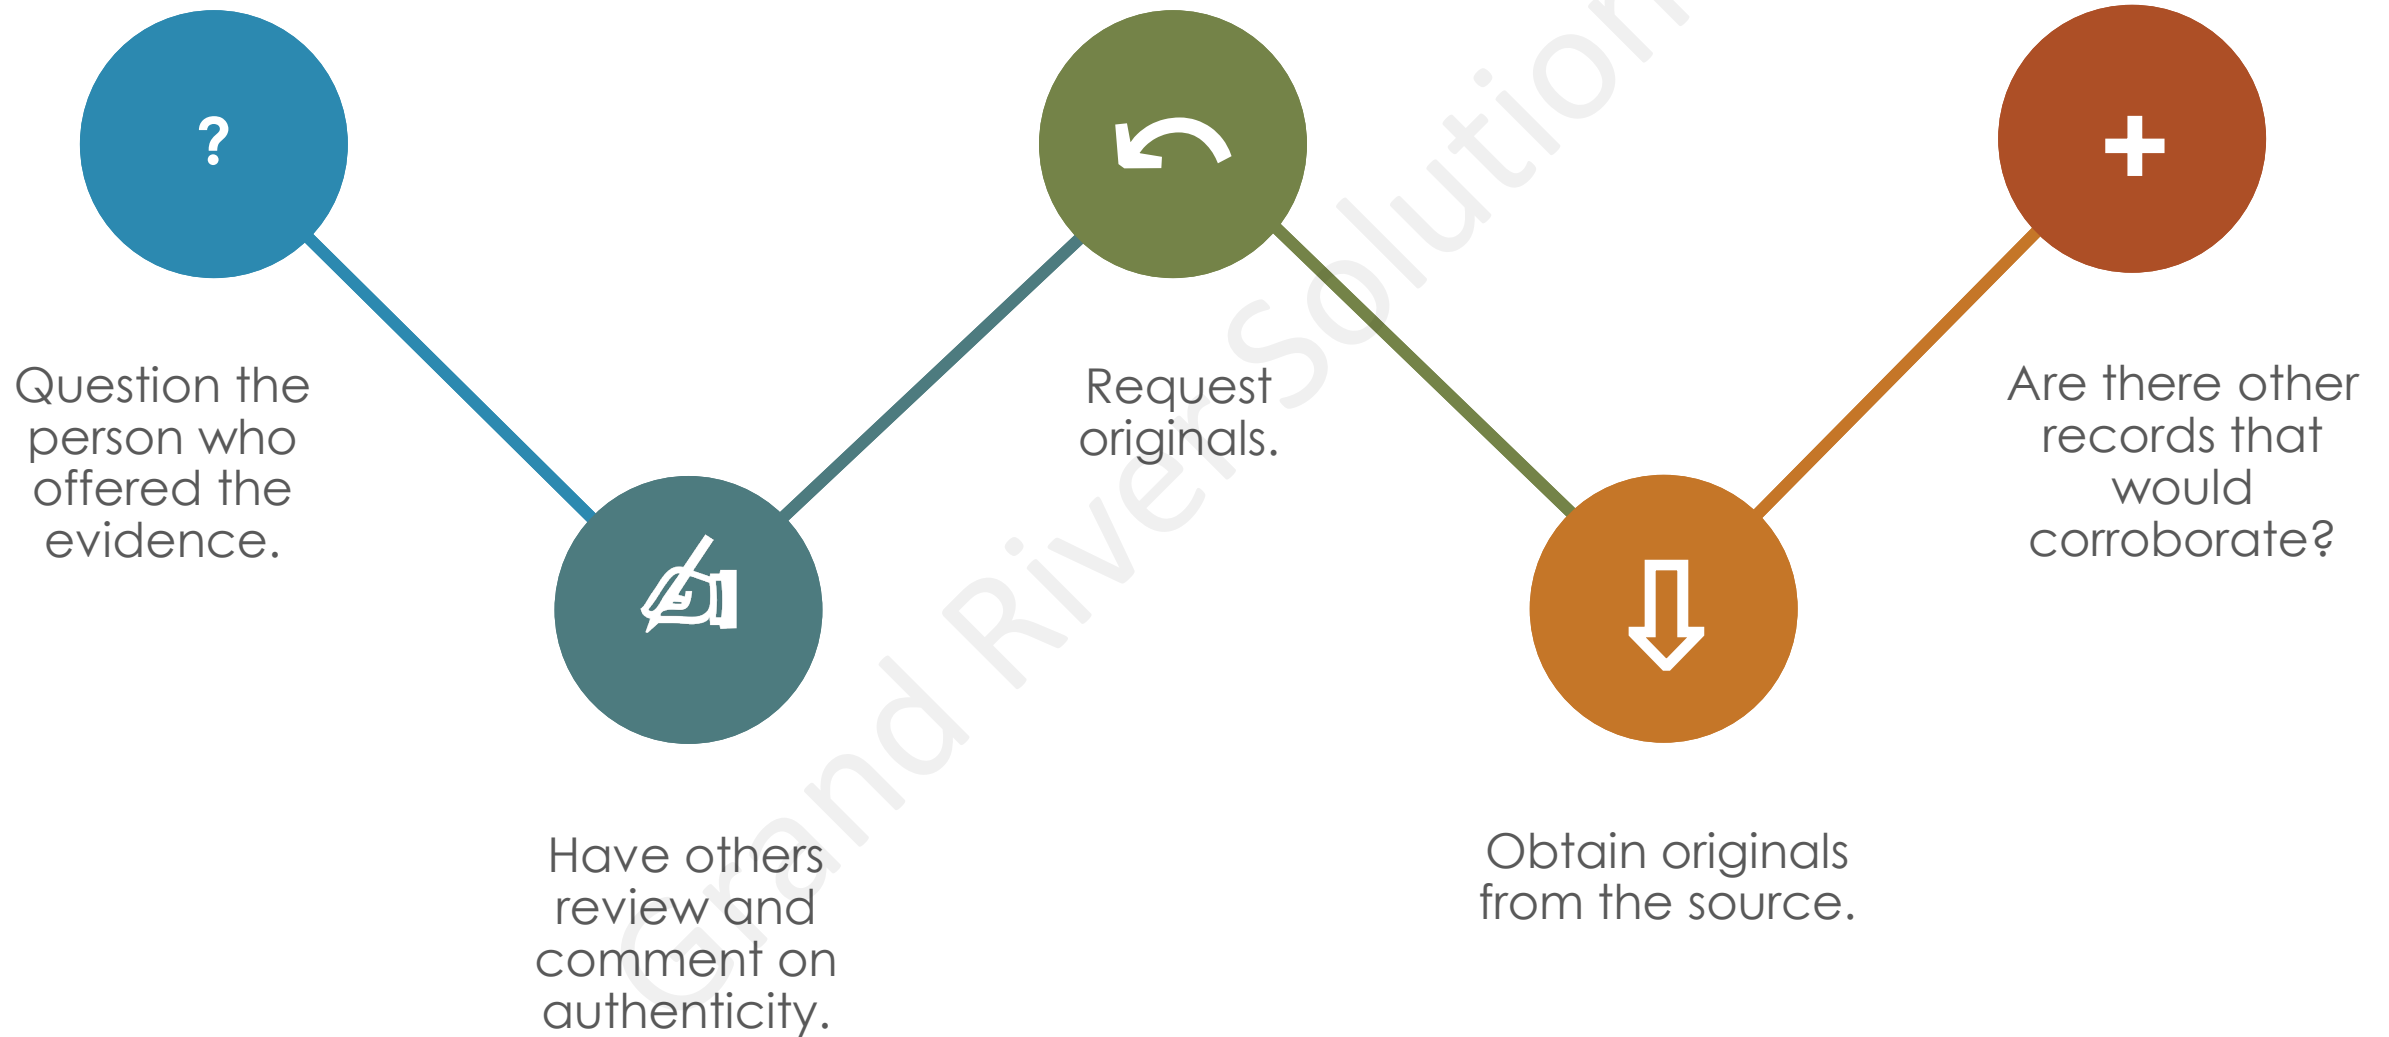 ?
Question the
person who
offered the
evidence.
Have others
review and
comment on
authenticity.
Request
originals.
Obtain originals
from the source.
+
Are there other
records that
would
corroborate?
Grand River Solution